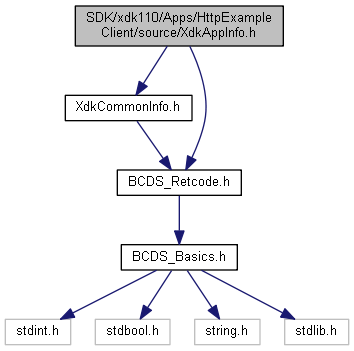 SDK/xdk110/Apps/HttpExample
Client/source/XdkAppInfo.h
XdkCommonInfo.h
BCDS_Retcode.h
BCDS_Basics.h
stdint.h
stdbool.h
string.h
stdlib.h